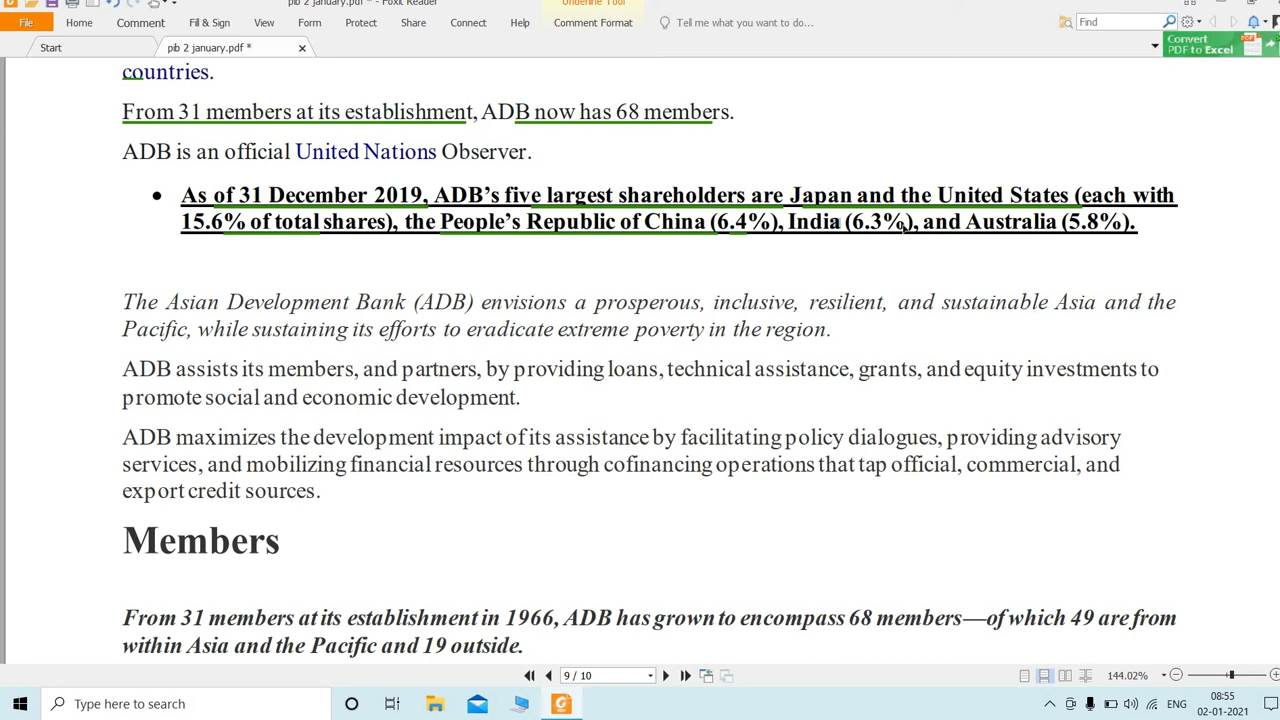 pib 2 january.pdf * - Foxit Reader
Underline Tool
File Home Comment Fill & Sign View Form Protect Share Connect Help Comment Format Tell me what you want to do... Find
Start pib 2 january.pdf * Convert
PDF to Excel
countries.
From 31 members at its establishment, ADB now has 68 members.
ADB is an official United Nations Observer.
• As of 31 December 2019, ADB's five largest shareholders are Japan and the United States (each with
15.6% of total shares), the People's Republic of China (6.4%), India (6.3%), and Australia (5.8%).
The Asian Development Bank (ADB) envisions a prosperous, inclusive, resilient, and sustainable Asia and the
Pacific, while sustaining its efforts to eradicate extreme poverty in the region.
ADB assists its members, and partners, by providing loans, technical assistance, grants, and equity investments to
promote social and economic development.
ADB maximizes the development impact of its assistance by facilitating policy dialogues, providing advisory
services, and mobilizing financial resources through cofinancing operations that tap official, commercial, and
export credit sources.
Members
From 31 members at its establishment in 1966, ADB has grown to encompass 68 members—of which 49 are from
within Asia and the Pacific and 19 outside.
9 / 10 144.02%
Type here to search ENG 08:55
02-01-2021